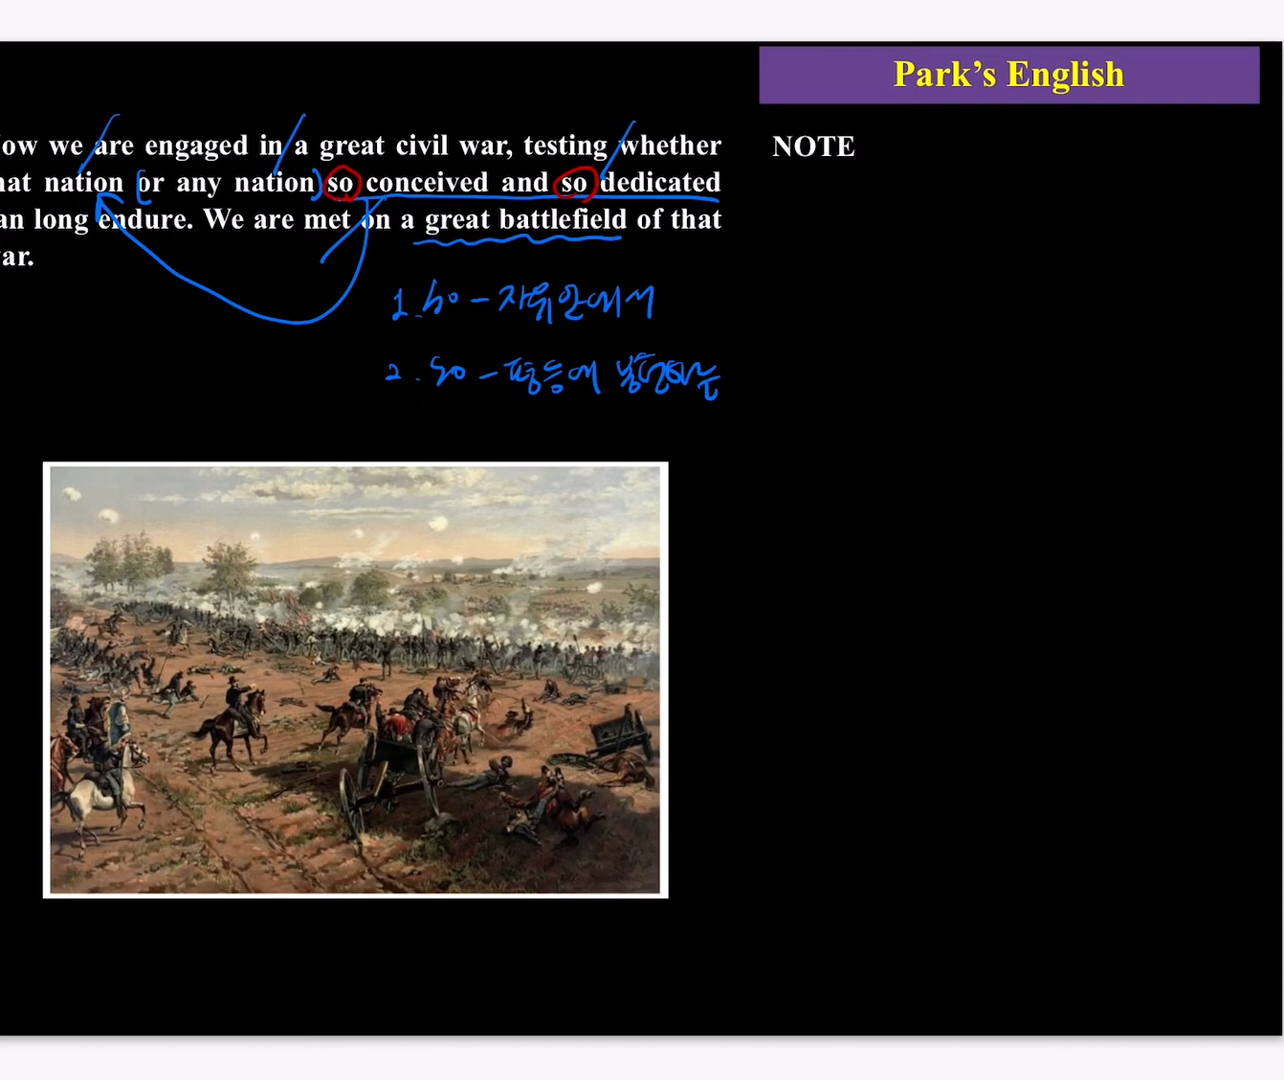 Park's English
ow we are engaged in a great civil war, testing whether
hat nation or any nation so conceived and so dedicated
an long endure. We are met on a great battlefield of that
ar.
NOTE
1. so - 자유 안에서
2. so - 평등에 봉헌하는